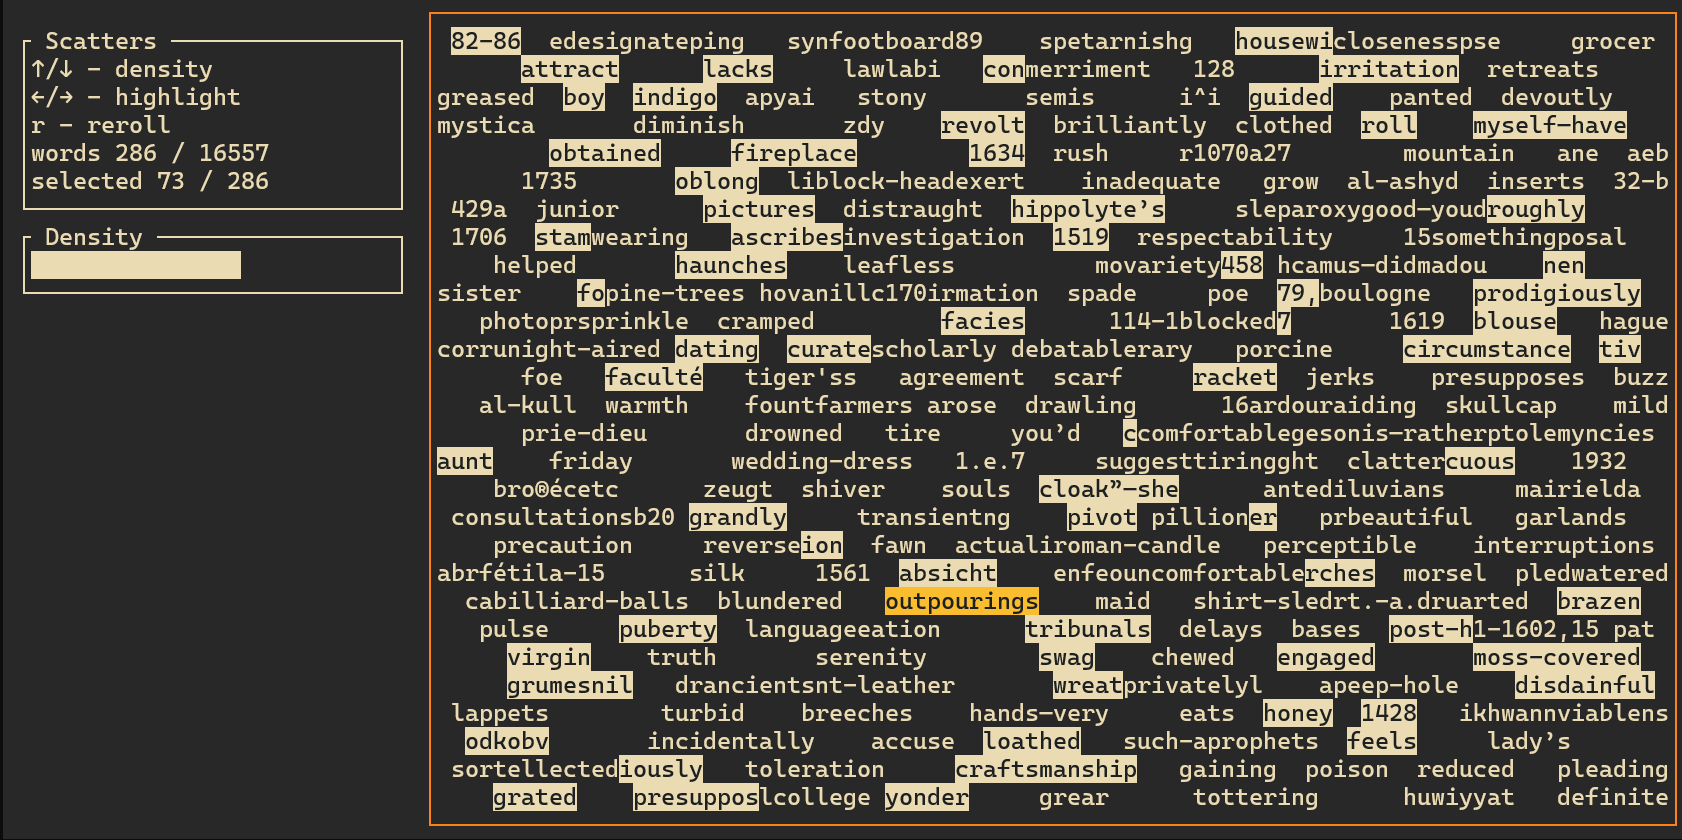 Scatters
↑/↓ - density
←/→ - highlight
r - reroll
words 286 / 16557
selected 73 / 286
Density
82-86 edesignateping synfootboard89 spetarnishg housewiclosenesspse grocer
attract lacks lawlabi conmerriment 128 irritation retreats
greased boy indigo apyai stony semis i^i guided panted devoutly
mystica diminish zdy revolt brilliantly clothed roll myself—have
obtained fireplace 1634 rush r1070a27 mountain ane aeb
1735 oblong liblock-headexert inadequate grow al-ashyd inserts 32-b
429a junior pictures distraught hippolyte’s sleparoxygood—youdroughly
1706 stamwearing ascribesinvestigation 1519 respectability 15somethingposal
helped haunches leafless movariety458 hcamus-didmadou nen
sister fopine-trees hovanillc170irmation spade poe 79,boulogne prodigiously
photoprsprinkle cramped facies 114-1blocked7 1619 blouse hague
corrunight-aired dating curatescholarly debatablerary porcine circumstance tiv
foe faculté tiger'ss agreement scarf racket jerks presupposes buzz
al-kull warmth fountfarmers arose drawling 16ardouraiding skullcap mild
prie-dieu drowned tire you’d ccomfortablegesonis-ratherptolemyncies
aunt friday wedding-dress 1.e.7 suggesttiringght clattercuous 1932
bro®écetc zeugt shiver souls cloak”—she antediluvians mairielda
consultationsb20 grandly transientng pivot pillioner prbeautiful garlands
precaution reverseion fawn actualiroman-candle perceptible interruptions
abrfétila-15 silk 1561 absicht enfeouncomfortablerches morsel pledwatered
cabilliard-balls blundered outpourings maid shirt-sledrt.-a.druarted brazen
pulse puberty languageeation tribunals delays bases post-h1-1602,15 pat
virgin truth serenity swag chewed engaged moss-covered
grumesnil drancientsnt-leather wreatprivatelyl apeep-hole disdainful
lappets turbid breeches hands—very eats honey 1428 ikhwannviablens
odkobv incidentally accuse loathed such-aprophets feels lady’s
sortellectediously toleration craftsmanship gaining poison reduced pleading
grated presupposlcollege yonder grear tottering huwiyyat definite